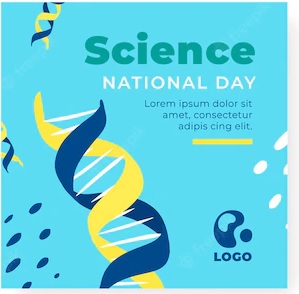 Science
NATIONAL DAY
Lorem ipsum dolor sit
amet, consectetur
adipis cing elit.
LOGO